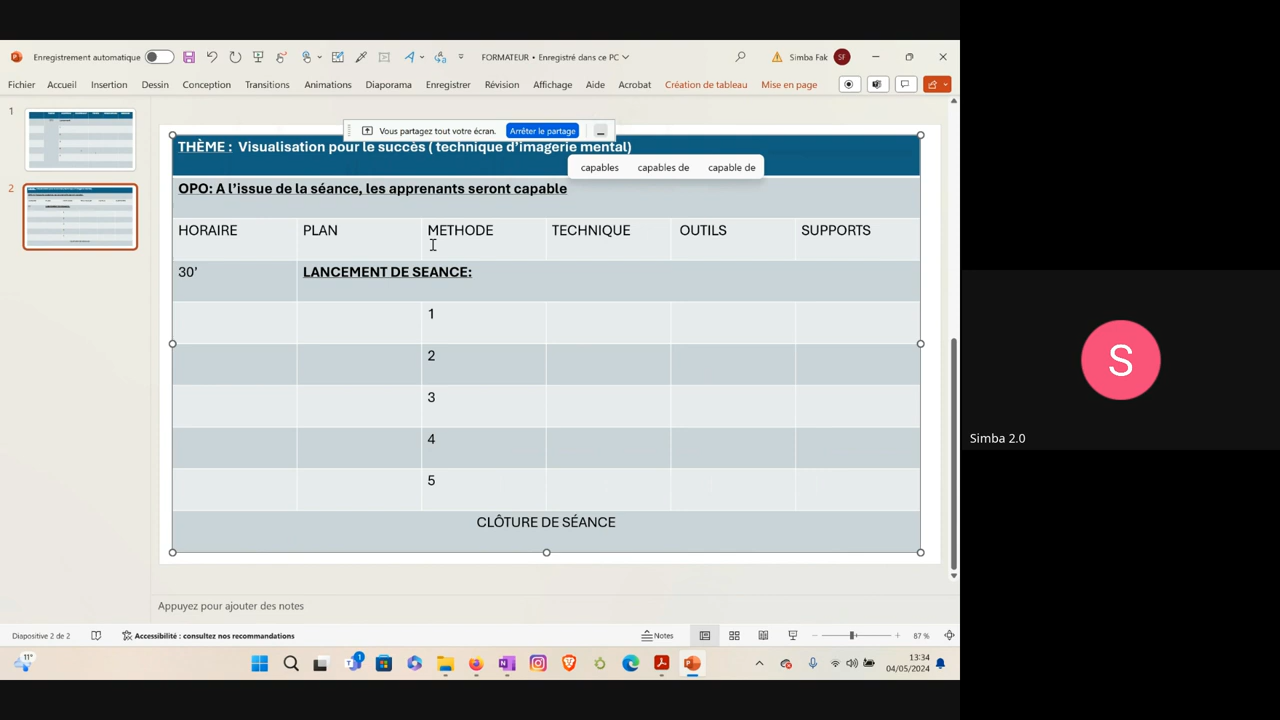 Enregistrement automatique
FORMATEUR • Enregistré dans ce PC
Simba Fak
SF
Fichier Accueil Insertion Dessin Conception Transitions Animations Diaporama Enregistrer Révision Affichage Aide Acrobat Création de tableau Mise en page
1
2
Vous partagez tout votre écran. Arrêter le partage
THÈME : Visualisation pour le succès ( technique d’imagerie mental)
capables capables de capable de
OPO: A l’issue de la séance, les apprenants seront capable
HORAIRE PLAN METHODE TECHNIQUE OUTILS SUPPORTS
30’ LANCEMENT DE SEANCE:
1
2
3
4
5
CLÔTURE DE SÉANCE
Appuyez pour ajouter des notes
Diapositive 2 de 2 Accessibilité : consultez nos recommandations Notes 87 %
11°
1
13:34
04/05/2024
S
Simba 2.0